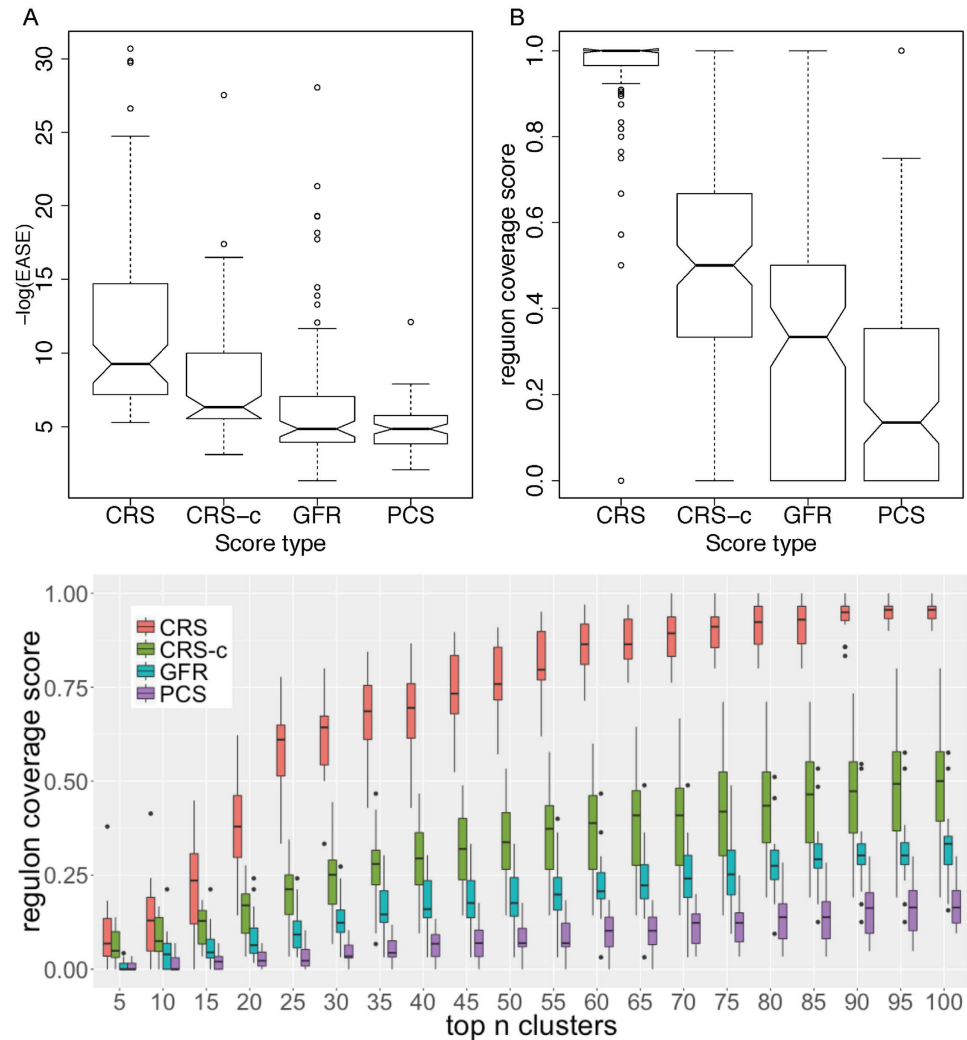 A
−log(EASE)
30
25
20
15
10
5
CRS CRS−c GFR PCS
Score type
B
regulon coverage score
1.0
0.8
0.6
0.4
0.2
0.0
CRS CRS−c GFR PCS
Score type
regulon coverage score
1.00
0.75
0.50
0.25
0.00
CRS
CRS-c
GFR
PCS
5 10 15 20 25 30 35 40 45 50 55 60 65 70 75 80 85 90 95 100
top n clusters